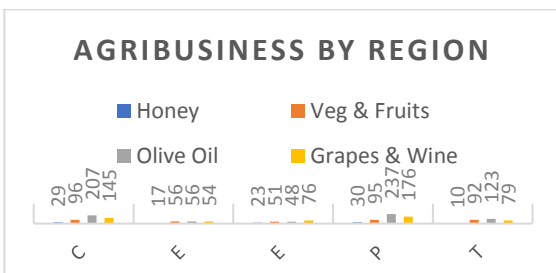 AGRIBUSINESS BY REGION
Honey Veg & Fruits
Olive Oil Grapes & Wine
29 96 207 145 17 56 56 54 23 51 48 76 30 95 237 176 10 92 123 79
C E E P T